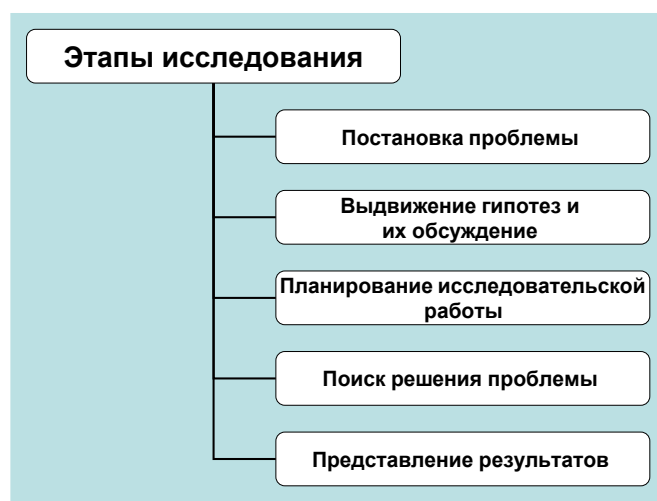 Этапы исследования
Постановка проблемы
Выдвижение гипотез и
их обсуждение
Планирование исследовательской
работы
Поиск решения проблемы
Представление результатов